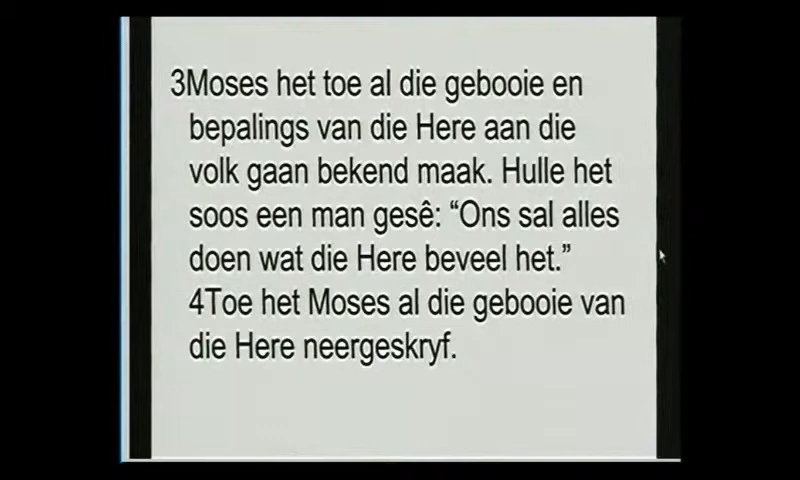 3Moses het toe al die gebooie en
bepalings van die Here aan die
volk gaan bekend maak. Hulle het
soos een man gesê: “Ons sal alles
doen wat die Here beveel het.”
4Toe het Moses al die gebooie van
die Here neergeskryf.